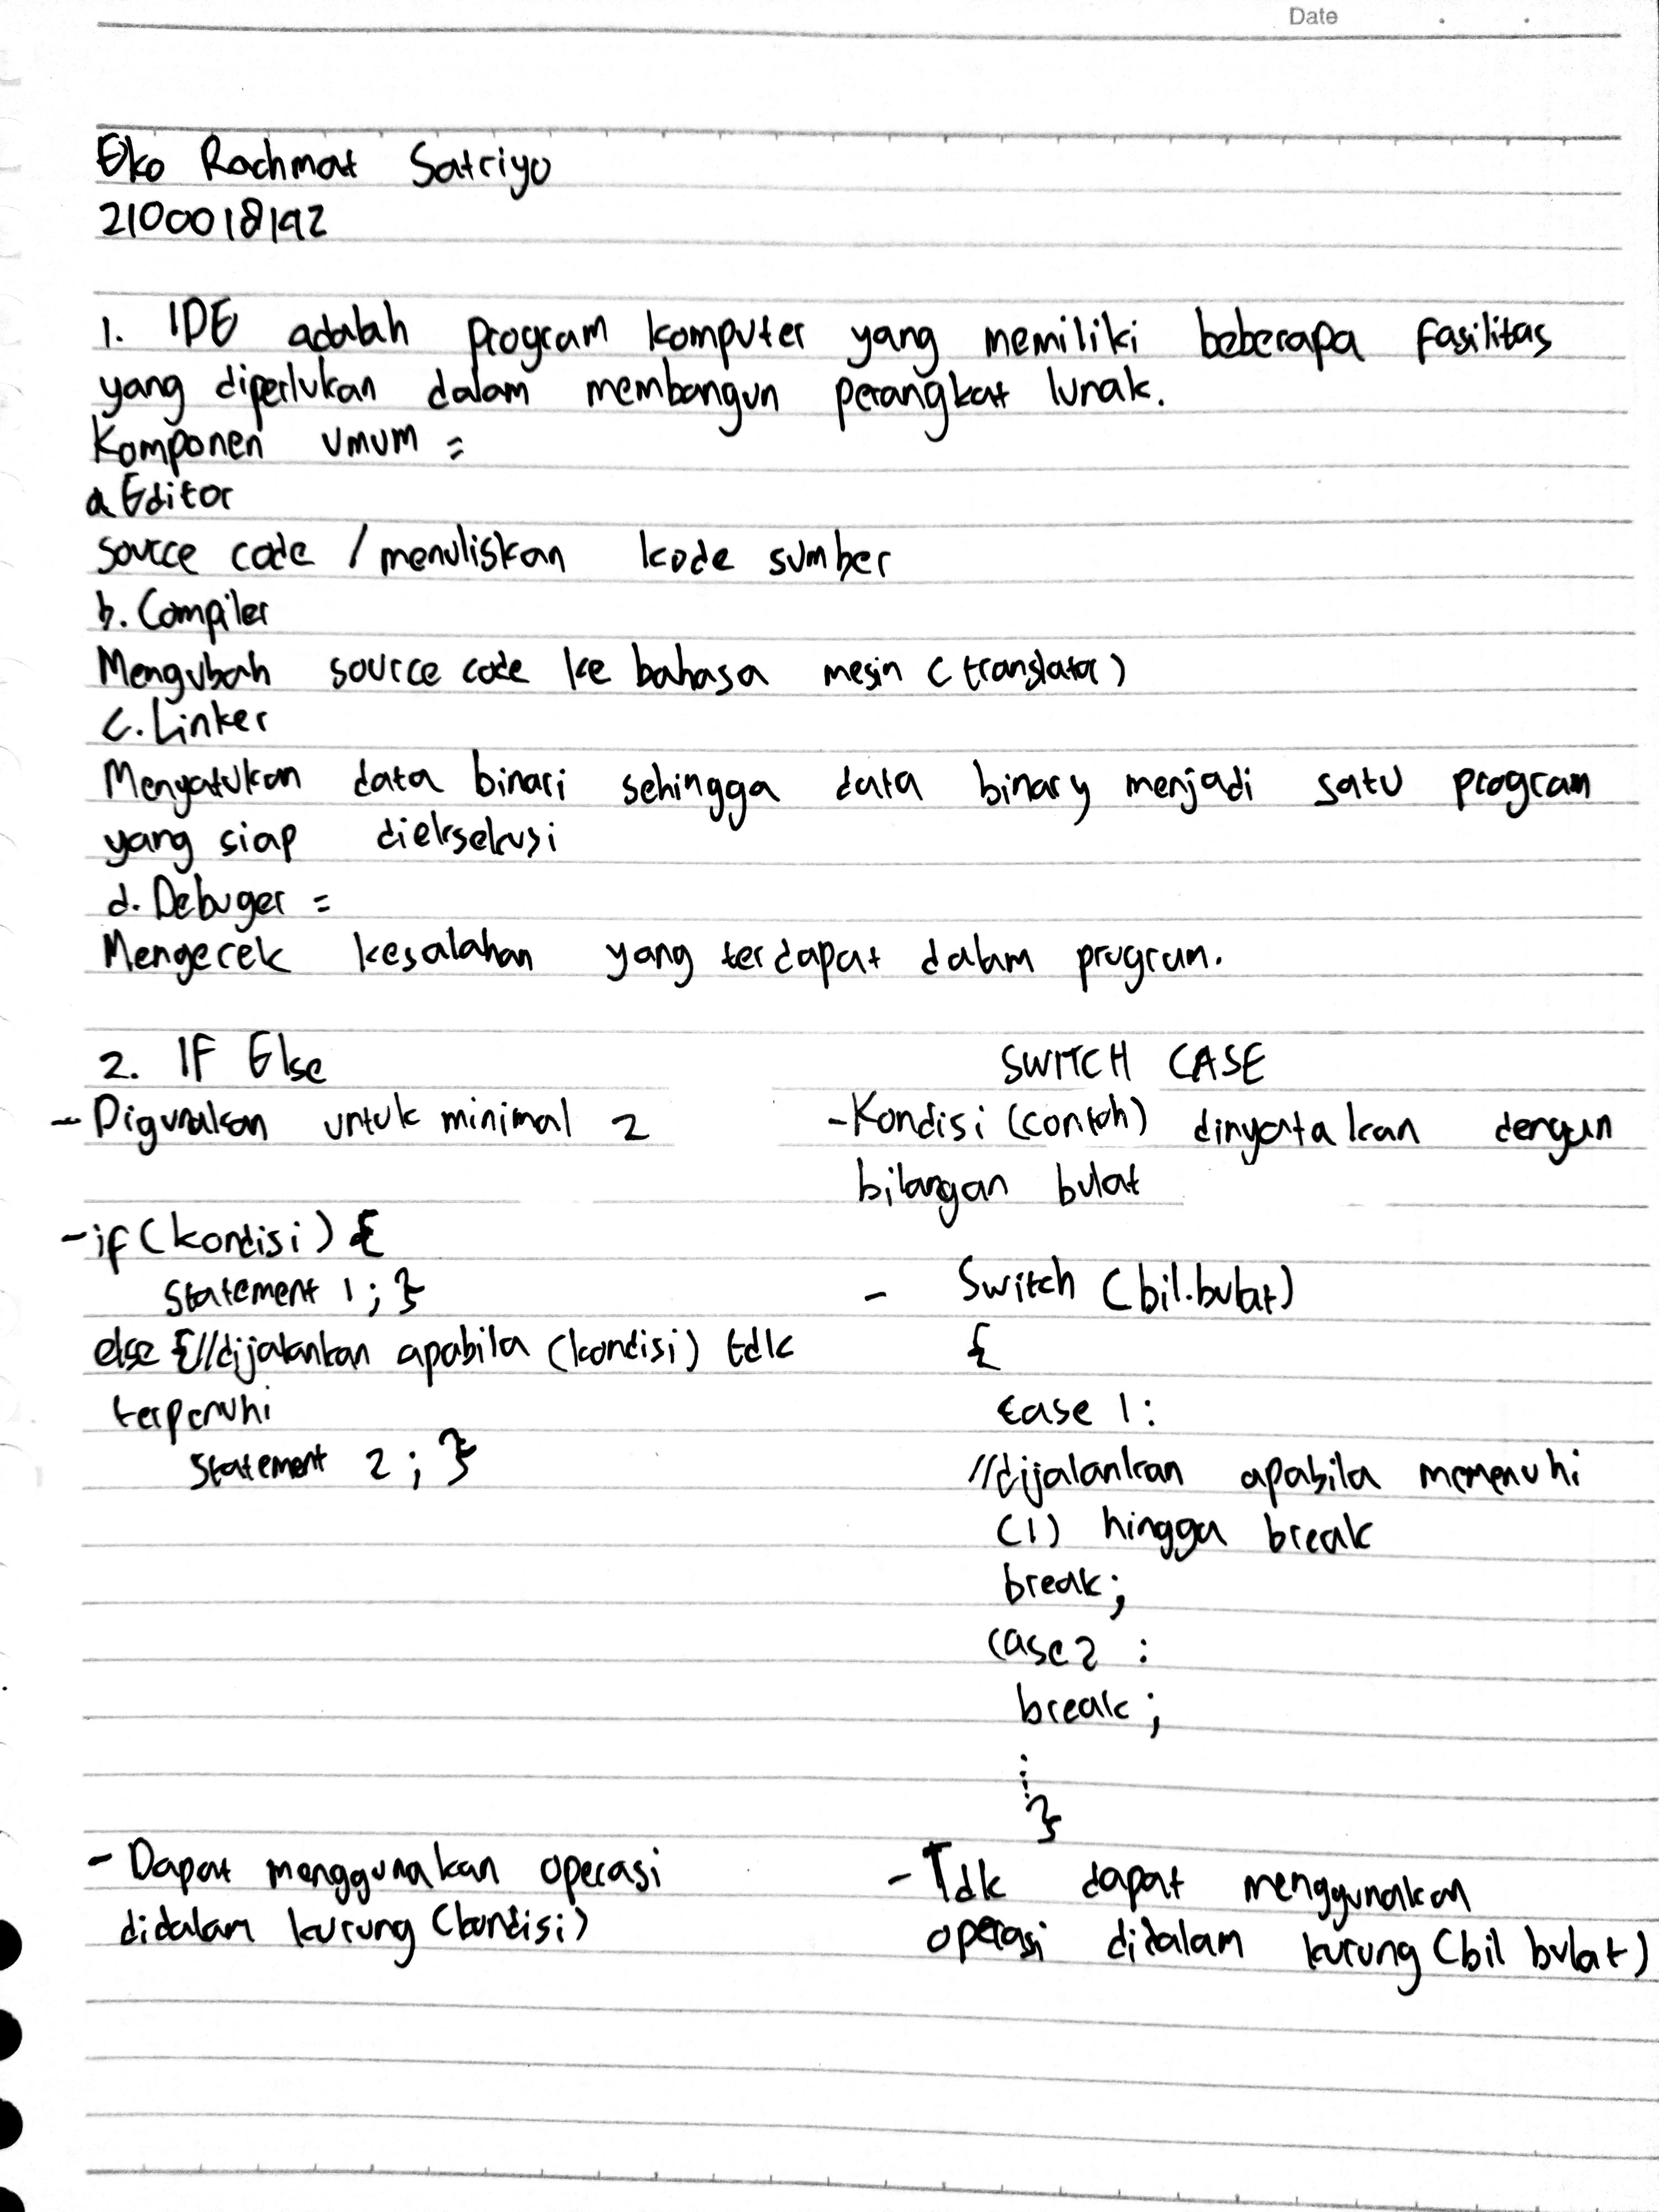 Date
Eko Rachmat Satriyo
2100018192
1. IDE adalah program komputer yang memiliki beberapa fasilitas
yang diperlukan dalam membangun perangkat lunak.
Komponen umum =
a Editor
source code / menuliskan kode sumber
b. Compiler
Mengubah source code ke bahasa mesin (translator)
c. Linker
Menyatukan data binari sehingga data binary menjadi satu program
yang siap dieksekusi
d. Debuger =
Mengecek kesalahan yang terdapat dalam program.
2. IF Else
- Digunakan untuk minimal 2
- if (kondisi) {
statement 1 ; }
else {//dijalankan apabila (kondisi) tdk
terpenuhi
statement 2 ; }
- Dapat menggunakan operasi
didalam kurung (kondisi)
SWITCH CASE
- Kondisi (contoh) dinyatakan dengan
bilangan bulat
- Switch (bil.bulat)
{
case 1 :
//dijalankan apabila memenuhi
(1) hingga break
break ;
case 2 :
break ;
⋮
}
- Tdk dapat menggunakan
operasi didalam kurung (bil bulat)